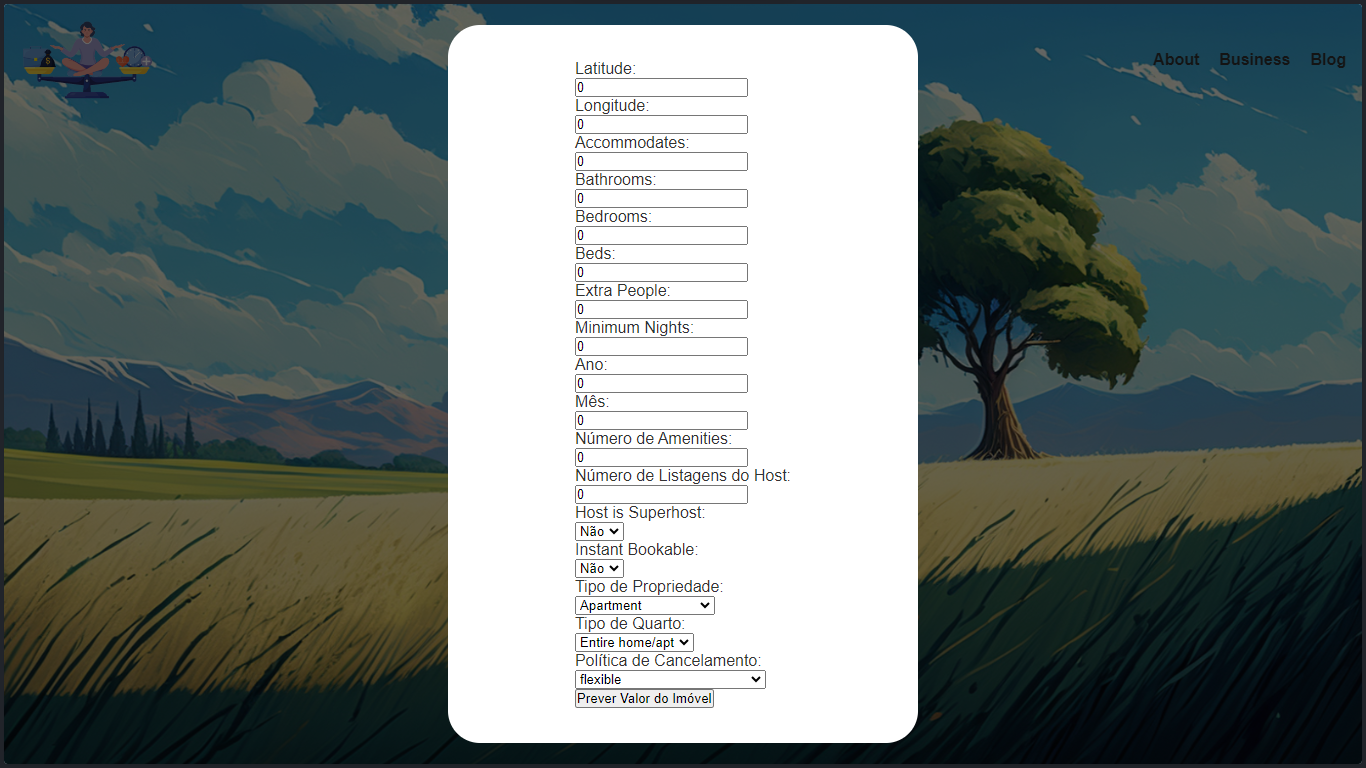 About Business Blog
Latitude:
0
Longitude:
0
Accommodates:
0
Bathrooms:
0
Bedrooms:
0
Beds:
0
Extra People:
0
Minimum Nights:
0
Ano:
0
Mês:
0
Número de Amenities:
0
Número de Listagens do Host:
0
Host is Superhost:
Não
Instant Bookable:
Não
Tipo de Propriedade:
Apartment
Tipo de Quarto:
Entire home/apt
Política de Cancelamento:
flexible
Prever Valor do Imóvel